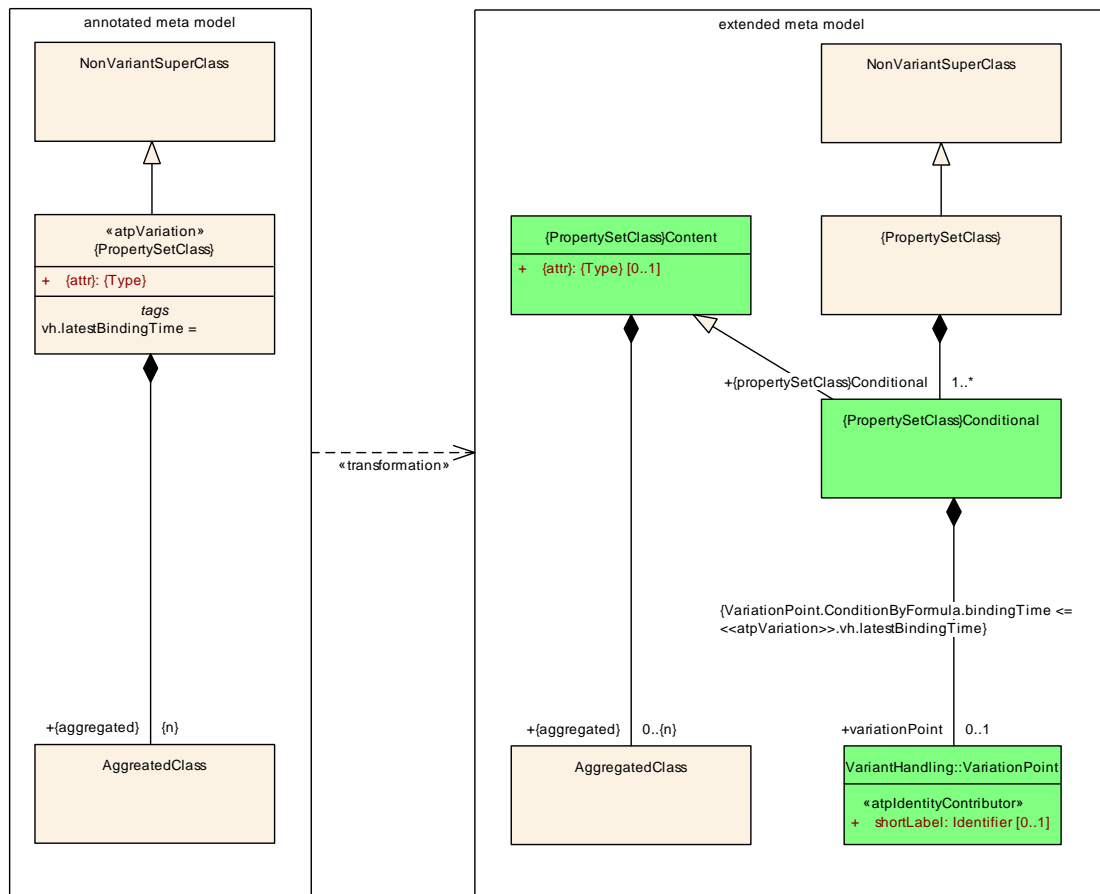 annotated meta model
NonVariantSuperClass
«atpVariation»
{PropertySetClass}
+ {attr}: {Type}
tags
vh.latestBindingTime =
+{aggregated} {n}
AggreatedClass
«transformation»
extended meta model
NonVariantSuperClass
{PropertySetClass}Content
+ {attr}: {Type} [0..1]
{PropertySetClass}
+{propertySetClass}Conditional 1..*
{PropertySetClass}Conditional
{VariationPoint.ConditionByFormula.bindingTime <=
<<atpVariation>>.vh.latestBindingTime}
+{aggregated} 0..{n}
AggregatedClass
+variationPoint 0..1
VariantHandling::VariationPoint
«atpIdentityContributor»
+ shortLabel: Identifier [0..1]